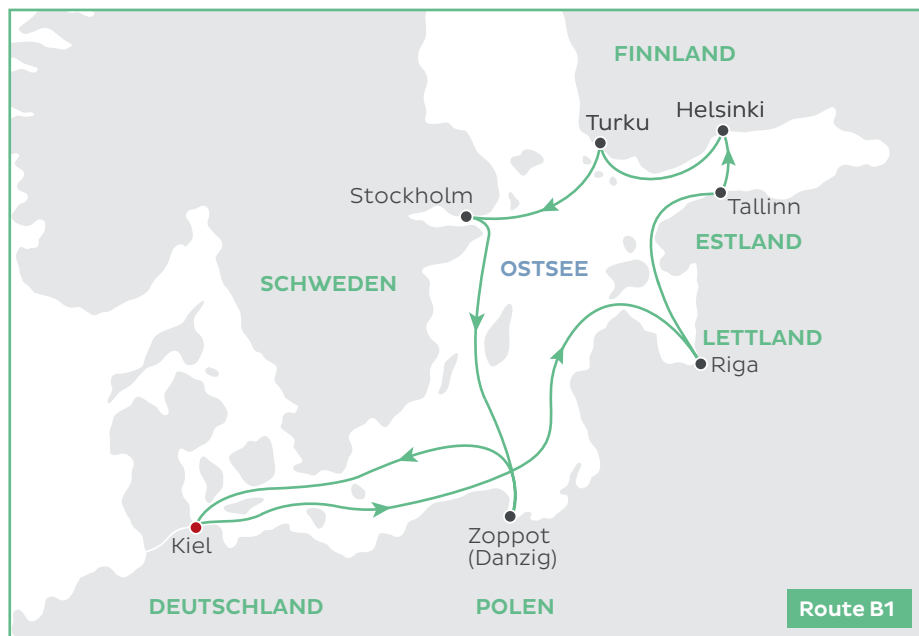 FINNLAND
Helsinki
Turku
Stockholm
Tallinn
ESTLAND
OSTSEE
SCHWEDEN
LETTLAND
Riga
Zoppot
(Danzig)
Kiel
DEUTSCHLAND
POLEN
Route B1